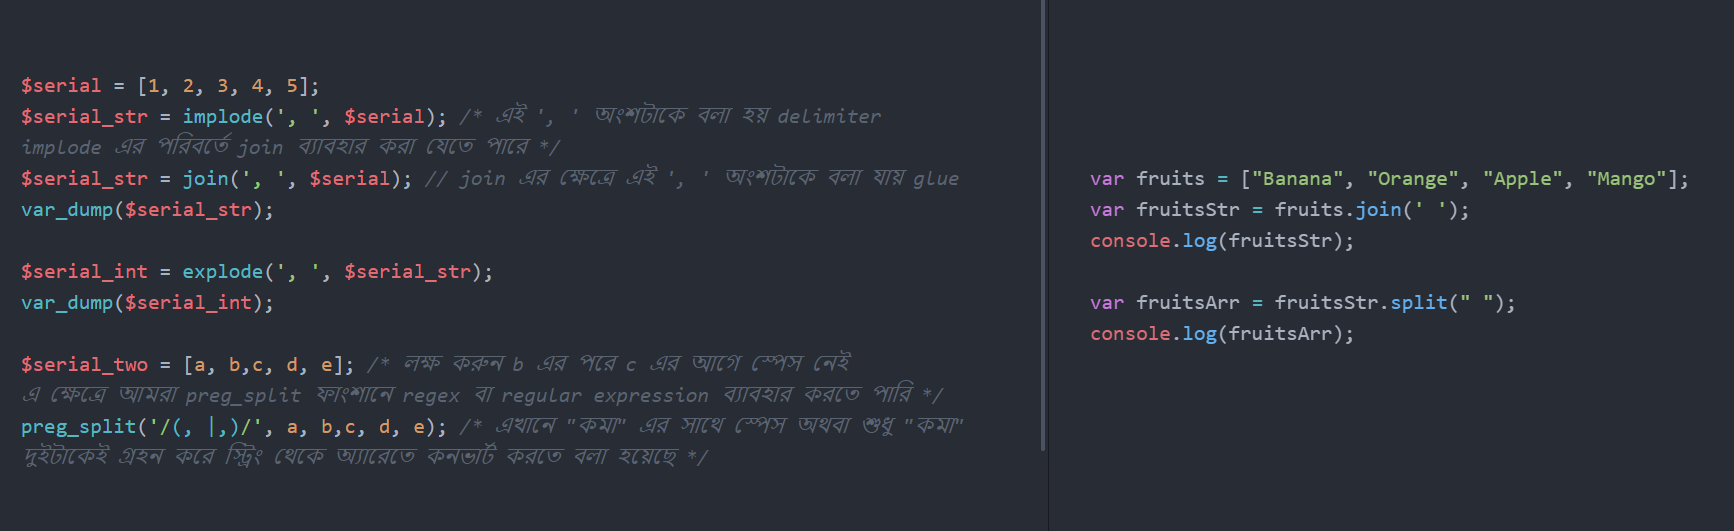 $serial = [1, 2, 3, 4, 5];
$serial_str = implode(', ', $serial); /* এই ', ' অংশটাকে বলা হয় delimiter
implode এর পরিবর্তে join ব্যাবহার করা যেতে পারে */
$serial_str = join(', ', $serial); // join এর ক্ষেত্রে এই ', ' অংশটাকে বলা যায় glue
var_dump($serial_str);
$serial_int = explode(', ', $serial_str);
var_dump($serial_int);
$serial_two = [a, b,c, d, e]; /* লক্ষ করুন b এর পরে c এর আগে স্পেস নেই
এ ক্ষেত্রে আমরা preg_split ফাংশানে regex বা regular expression ব্যাবহার করতে পারি */
preg_split('/(, |,)/', a, b,c, d, e); /* এখানে "কমা" এর সাথে স্পেস অথবা শুধু "কমা"
দুইটাকেই গ্রহন করে স্ট্রিং থেকে অ্যারেতে কনভার্ট করতে বলা হয়েছে */
var fruits = ["Banana", "Orange", "Apple", "Mango"];
var fruitsStr = fruits.join(' ');
console.log(fruitsStr);
var fruitsArr = fruitsStr.split(" ");
console.log(fruitsArr);